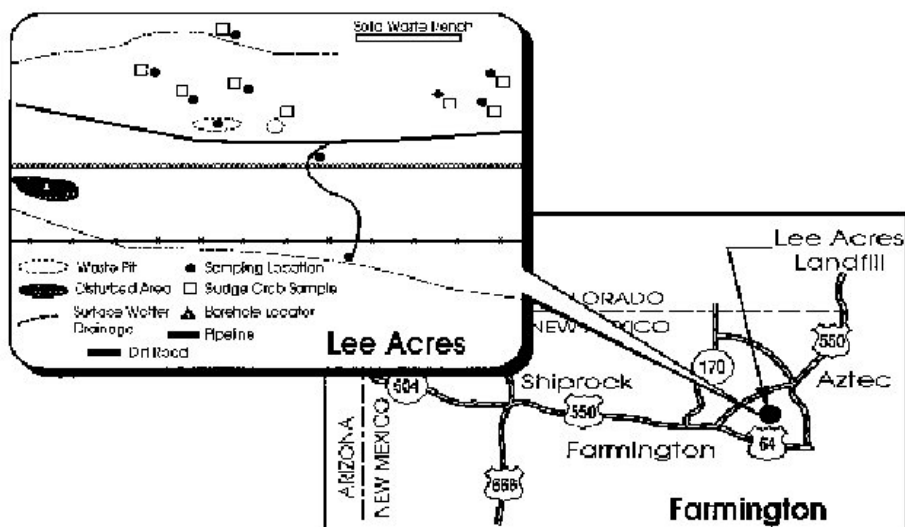 Solid Waste Trench
Waste Pit
Sampling Location
Disturbed Area
Sludge Grab Sample
Surface Water
Drainage
Borehole Locator
Pipeline
Dirt Road
Lee Acres
Lee Acres
Landfill
COLORADO
NEW MEXICO
550
170
Aztec
504
Shiprock
550
Farmington
64
666
ARIZONA
NEW MEXICO
Farmington